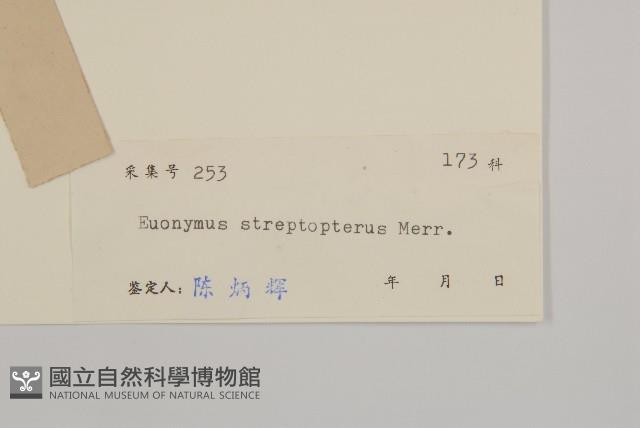 采集号 253 173 科
Euonymus streptopterus Merr.
鉴定人: 陈炳辉 年 月 日
國立自然科學博物館
NATIONAL MUSEUM OF NATURAL SCIENCE